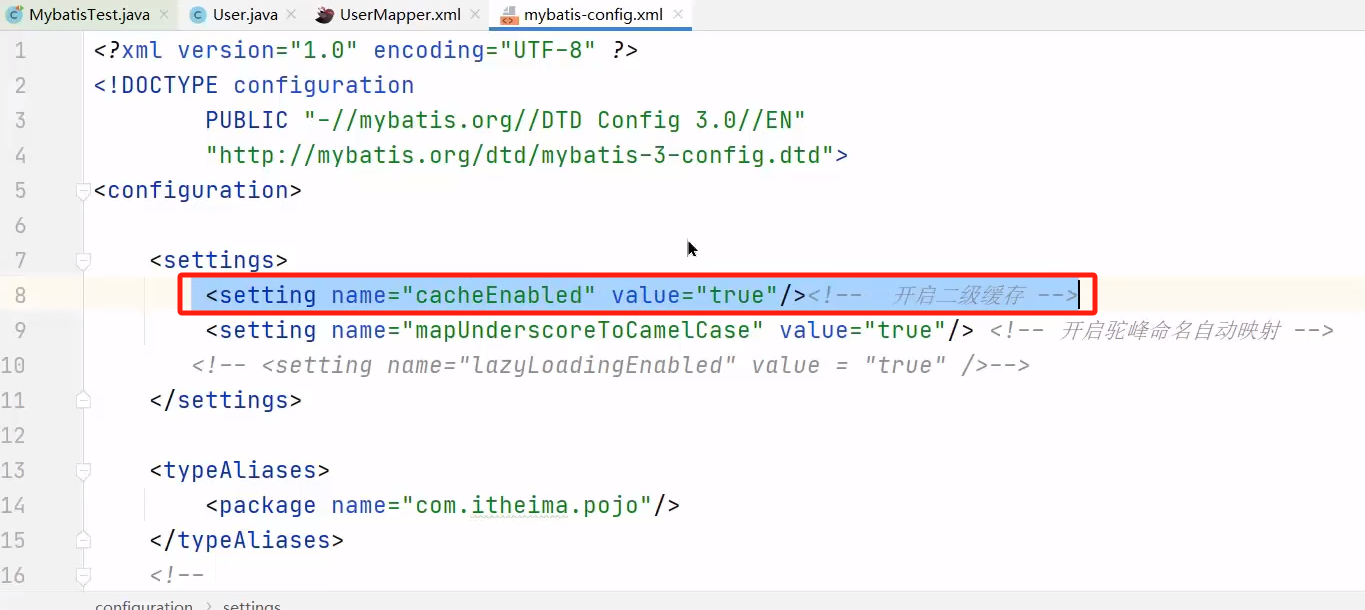 MybatisTest.java User.java UserMapper.xml mybatis-config.xml
1 <?xml version="1.0" encoding="UTF-8" ?>
2 <!DOCTYPE configuration
3 PUBLIC "-//mybatis.org//DTD Config 3.0//EN"
4 "http://mybatis.org/dtd/mybatis-3-config.dtd">
5 <configuration>
6
7 <settings>
8 <setting name="cacheEnabled" value="true"/><!-- 开启二级缓存 -->
9 <setting name="mapUnderscoreToCamelCase" value="true"/> <!-- 开启驼峰命名自动映射 -->
10 <!-- <setting name="lazyLoadingEnabled" value = "true" />-->
11 </settings>
12
13 <typeAliases>
14 <package name="com.itheima.pojo"/>
15 </typeAliases>
16 <!--
configuration > settings